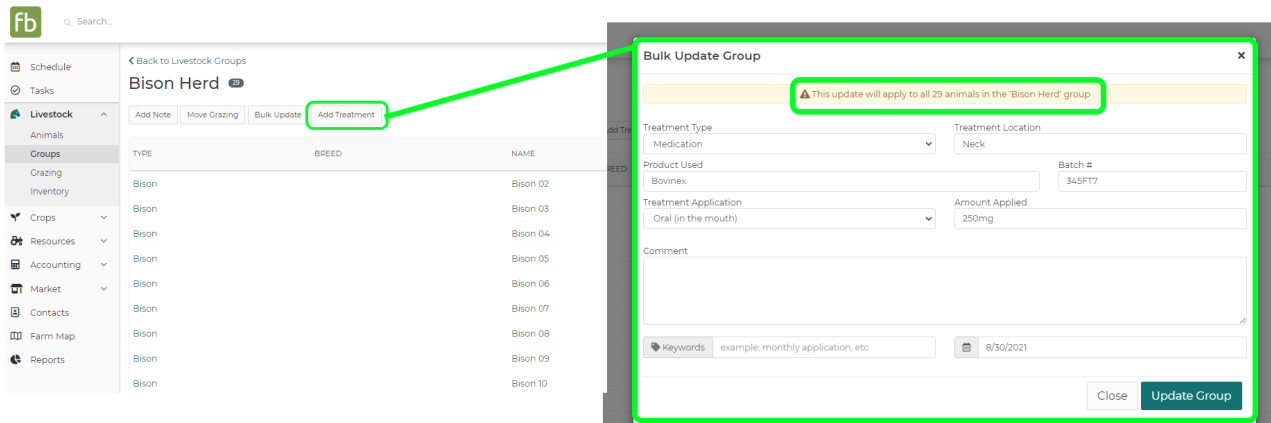 fb
Search...
Schedule
Tasks
Livestock
Animals
Groups
Grazing
Inventory
Crops
Resources
Accounting
Market
Contacts
Farm Map
Reports
Back to Livestock Groups
Bison Herd 29
Add Note Move Grazing Bulk Update Add Treatment
TYPE BREED NAME
Bison Bison 02
Bison Bison 03
Bison Bison 04
Bison Bison 05
Bison Bison 06
Bison Bison 07
Bison Bison 08
Bison Bison 09
Bison Bison 10
dd Tre
REED
Bulk Update Group ×
This update will apply to all 29 animals in the 'Bison Herd' group
Treatment Type Treatment Location
Medication Neck
Product Used Batch #
Bovinex 345FT7
Treatment Application Amount Applied
Oral (in the mouth) 250mg
Comment
Keywords example: monthly application, etc 8/30/2021
Close Update Group